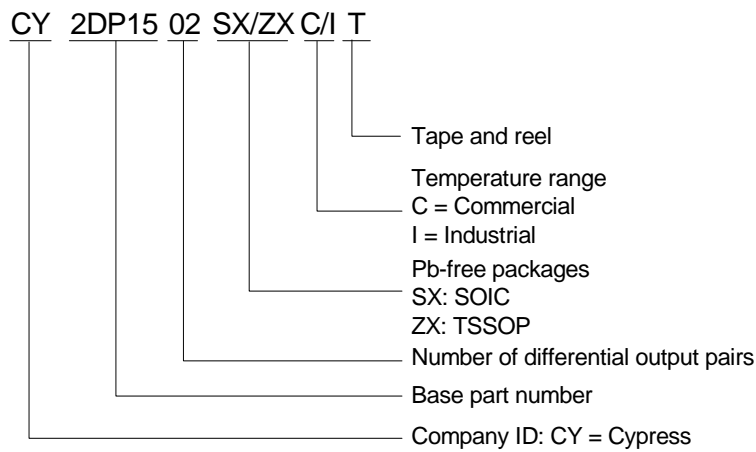 CY 2DP15 02 SX/ZX C/I T
Tape and reel
Temperature range
C = Commercial
I = Industrial
Pb-free packages
SX: SOIC
ZX: TSSOP
Number of differential output pairs
Base part number
Company ID: CY = Cypress